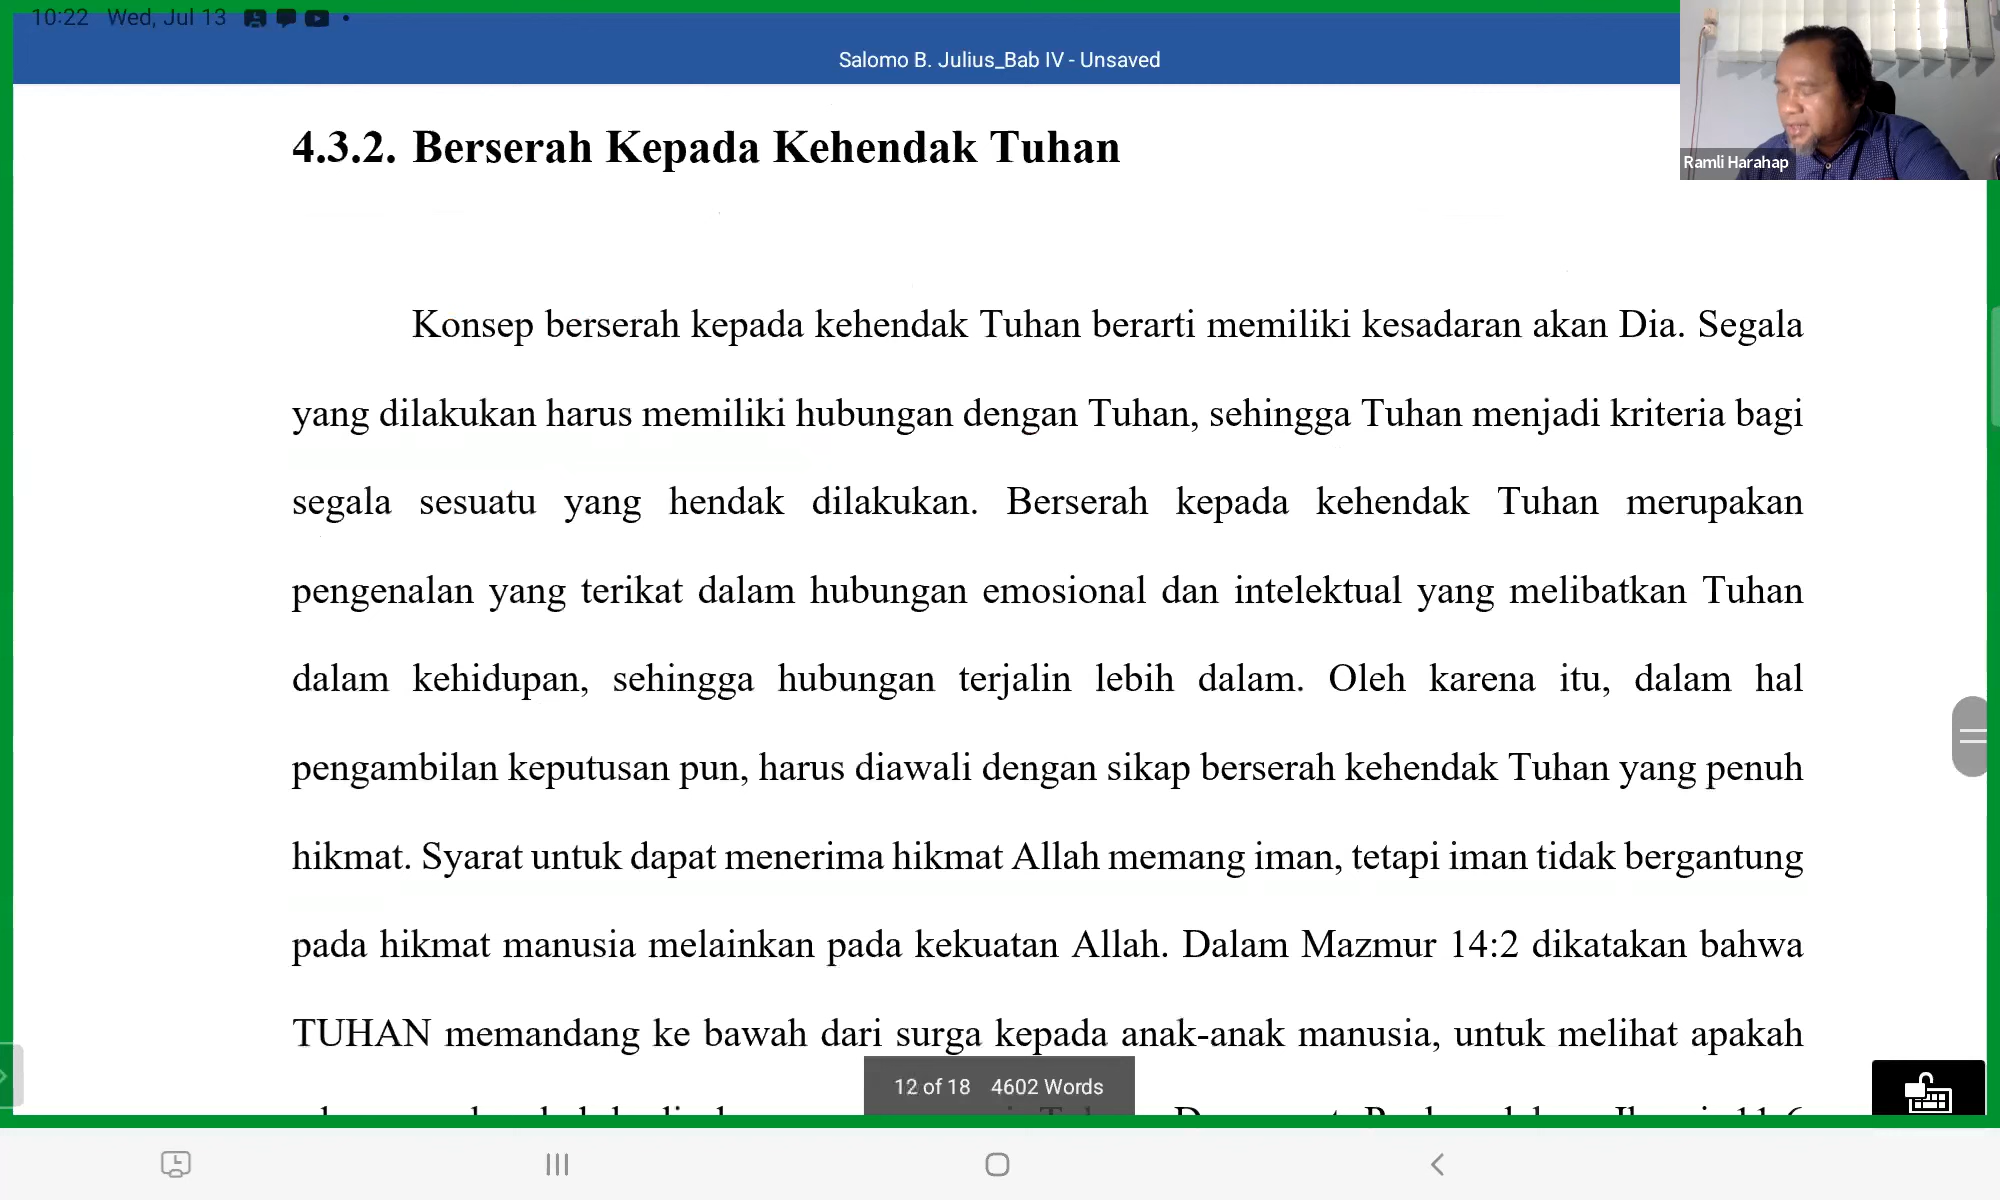 10:22 Wed, Jul 13
Salomo B. Julius_Bab IV - Unsaved
Ramli Harahap
4.3.2. Berserah Kepada Kehendak Tuhan
Konsep berserah kepada kehendak Tuhan berarti memiliki kesadaran akan Dia. Segala
yang dilakukan harus memiliki hubungan dengan Tuhan, sehingga Tuhan menjadi kriteria bagi
segala sesuatu yang hendak dilakukan. Berserah kepada kehendak Tuhan merupakan
pengenalan yang terikat dalam hubungan emosional dan intelektual yang melibatkan Tuhan
dalam kehidupan, sehingga hubungan terjalin lebih dalam. Oleh karena itu, dalam hal
pengambilan keputusan pun, harus diawali dengan sikap berserah kehendak Tuhan yang penuh
hikmat. Syarat untuk dapat menerima hikmat Allah memang iman, tetapi iman tidak bergantung
pada hikmat manusia melainkan pada kekuatan Allah. Dalam Mazmur 14:2 dikatakan bahwa
TUHAN memandang ke bawah dari surga kepada anak-anak manusia, untuk melihat apakah
12 of 18 4602 Words